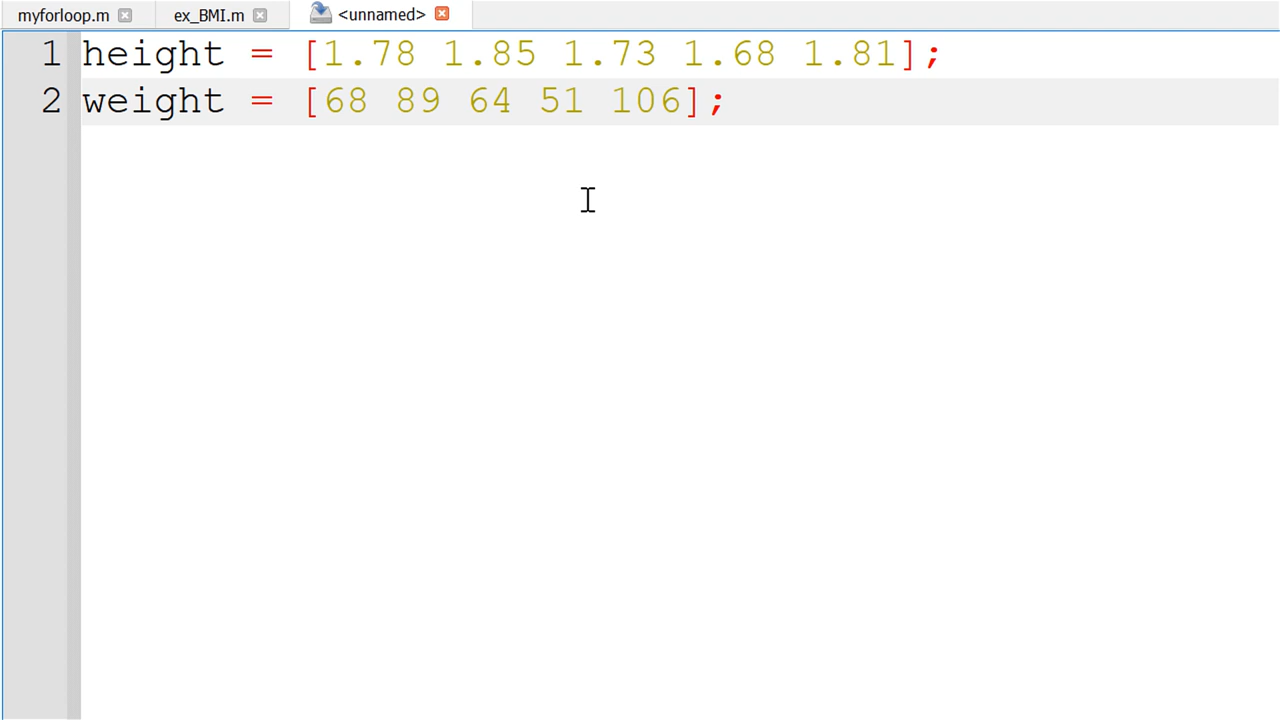 myforloop.m ex_BMI.m <unnamed>
1 height = [1.78 1.85 1.73 1.68 1.81];
2 weight = [68 89 64 51 106];